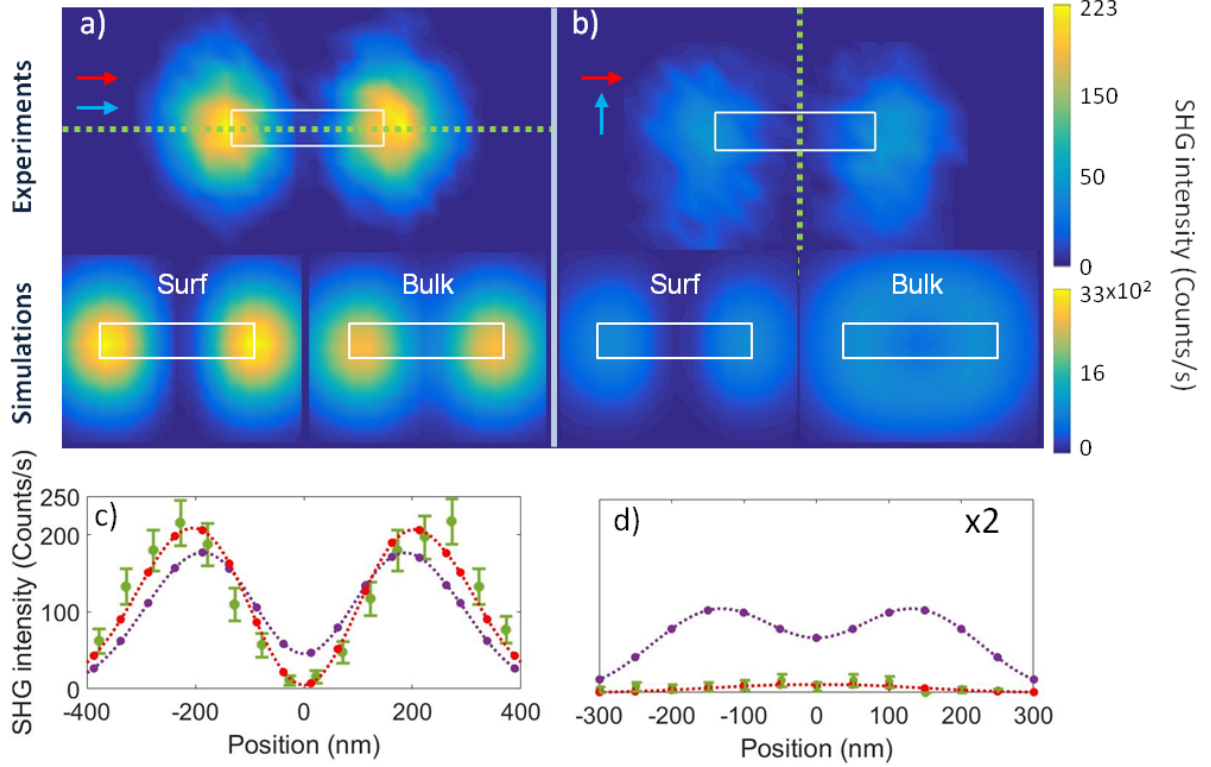 Experiments
a)
b)
223
150
50
0
SHG intensity (Counts/s)
Simulations
Surf
Bulk
Surf
Bulk
33x10²
16
0
SHG intensity (Counts/s)
c)
250
200
100
0
-400
-200
0
200
400
Position (nm)
d)
x2
-300
-200
-100
0
100
200
300
Position (nm)